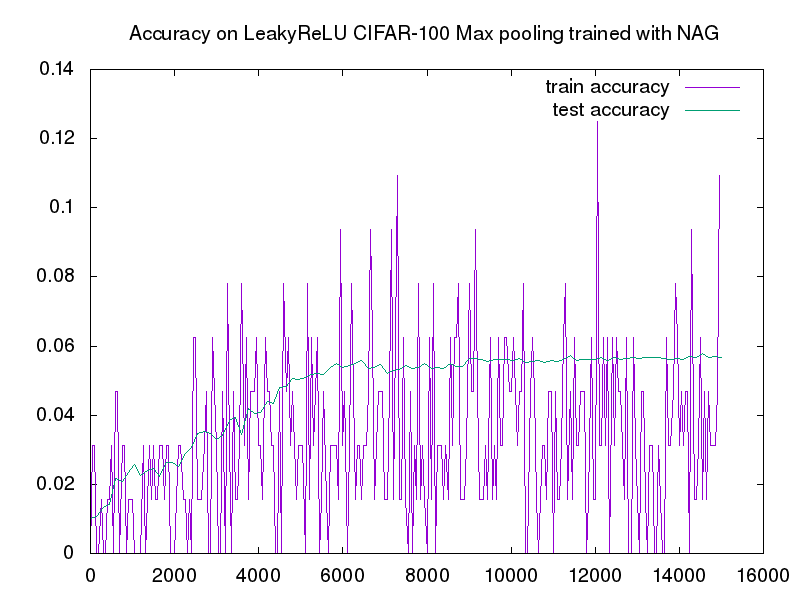 Accuracy on LeakyReLU CIFAR-100 Max pooling trained with NAG
0.14
train accuracy
test accuracy
0.12
0.1
0.08
0.06
0.04
0.02
0
0 2000 4000 6000 8000 10000 12000 14000 16000